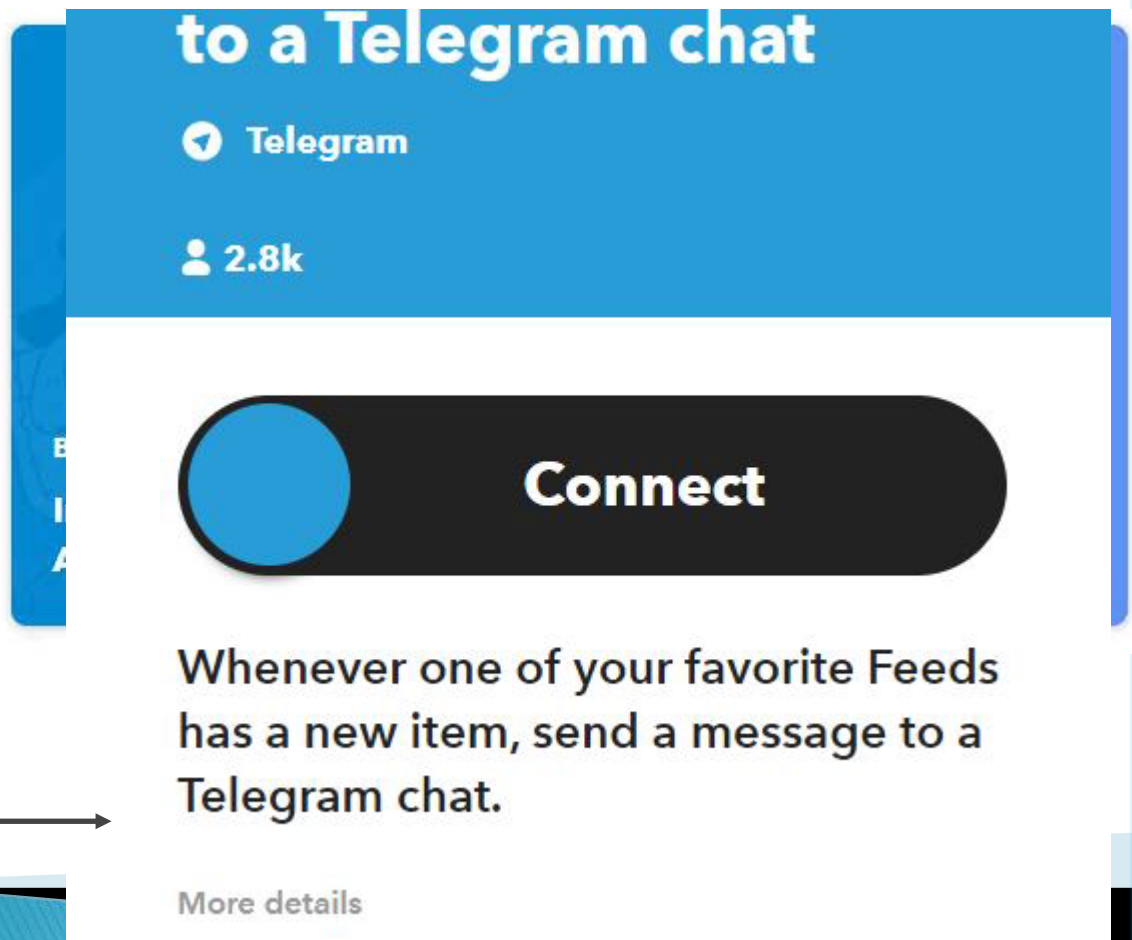 to a Telegram chat
Telegram
2.8k
Connect
Whenever one of your favorite Feeds
has a new item, send a message to a
Telegram chat.
More details